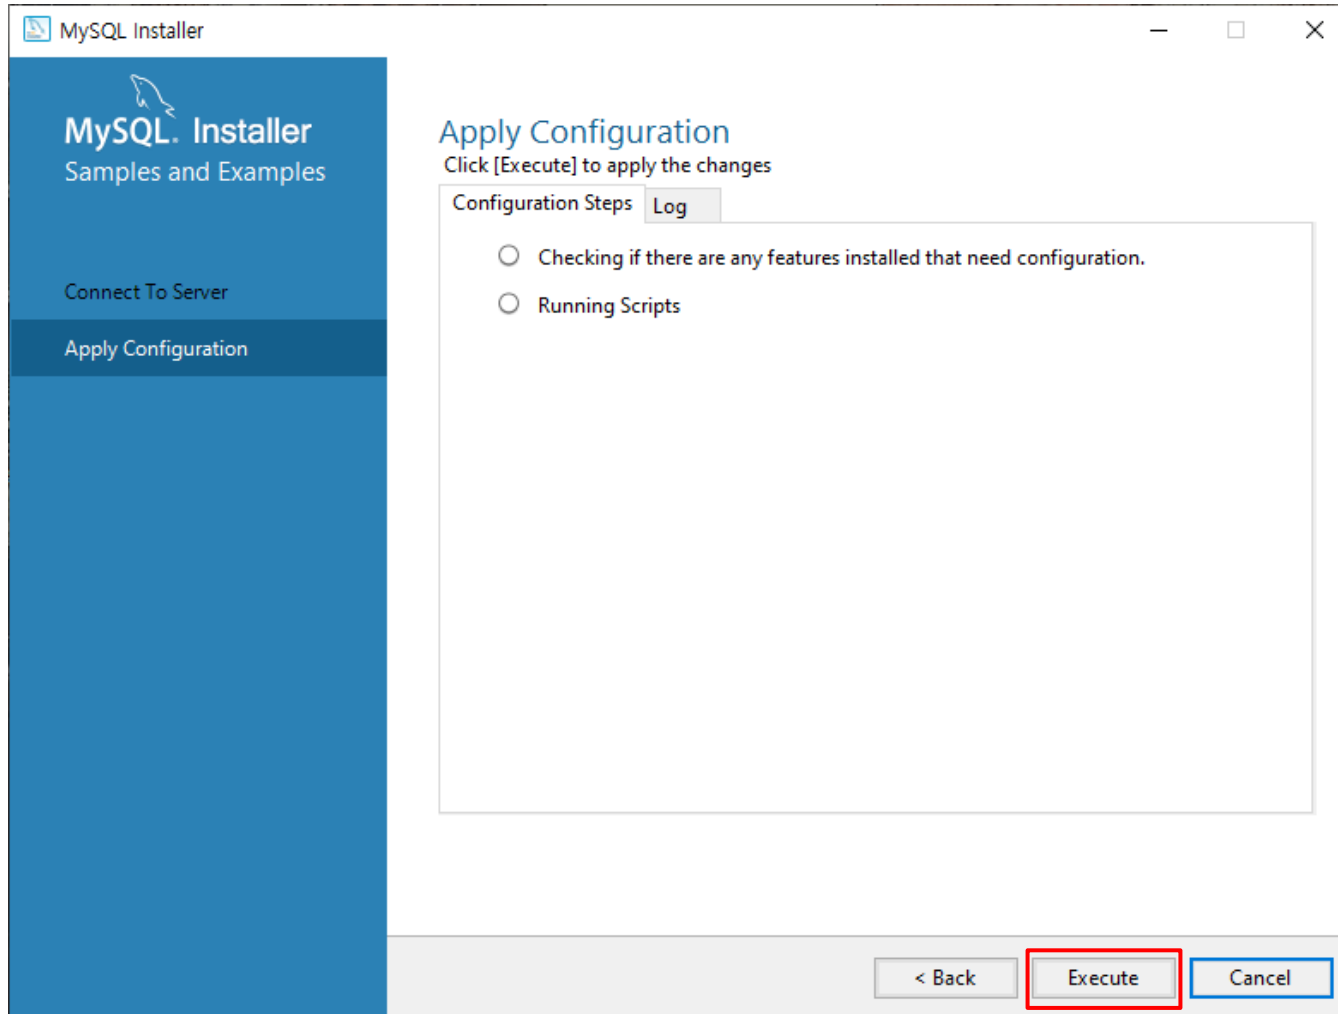 MySQL Installer
MySQL. Installer
Samples and Examples
Connect To Server
Apply Configuration
Apply Configuration
Click [Execute] to apply the changes
Configuration Steps Log
Checking if there are any features installed that need configuration.
Running Scripts
< Back Execute Cancel